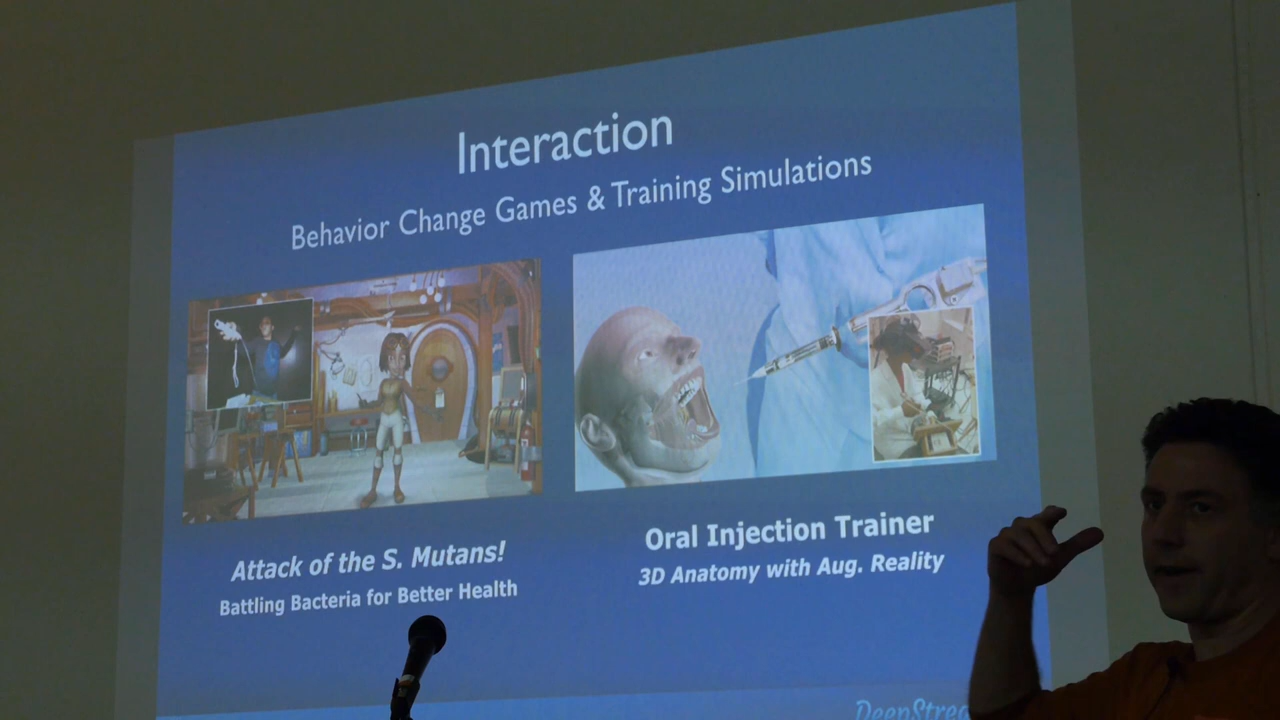 Interaction
Behavior Change Games & Training Simulations
Attack of the S. Mutans!
Battling Bacteria for Better Health
Oral Injection Trainer
3D Anatomy with Aug. Reality